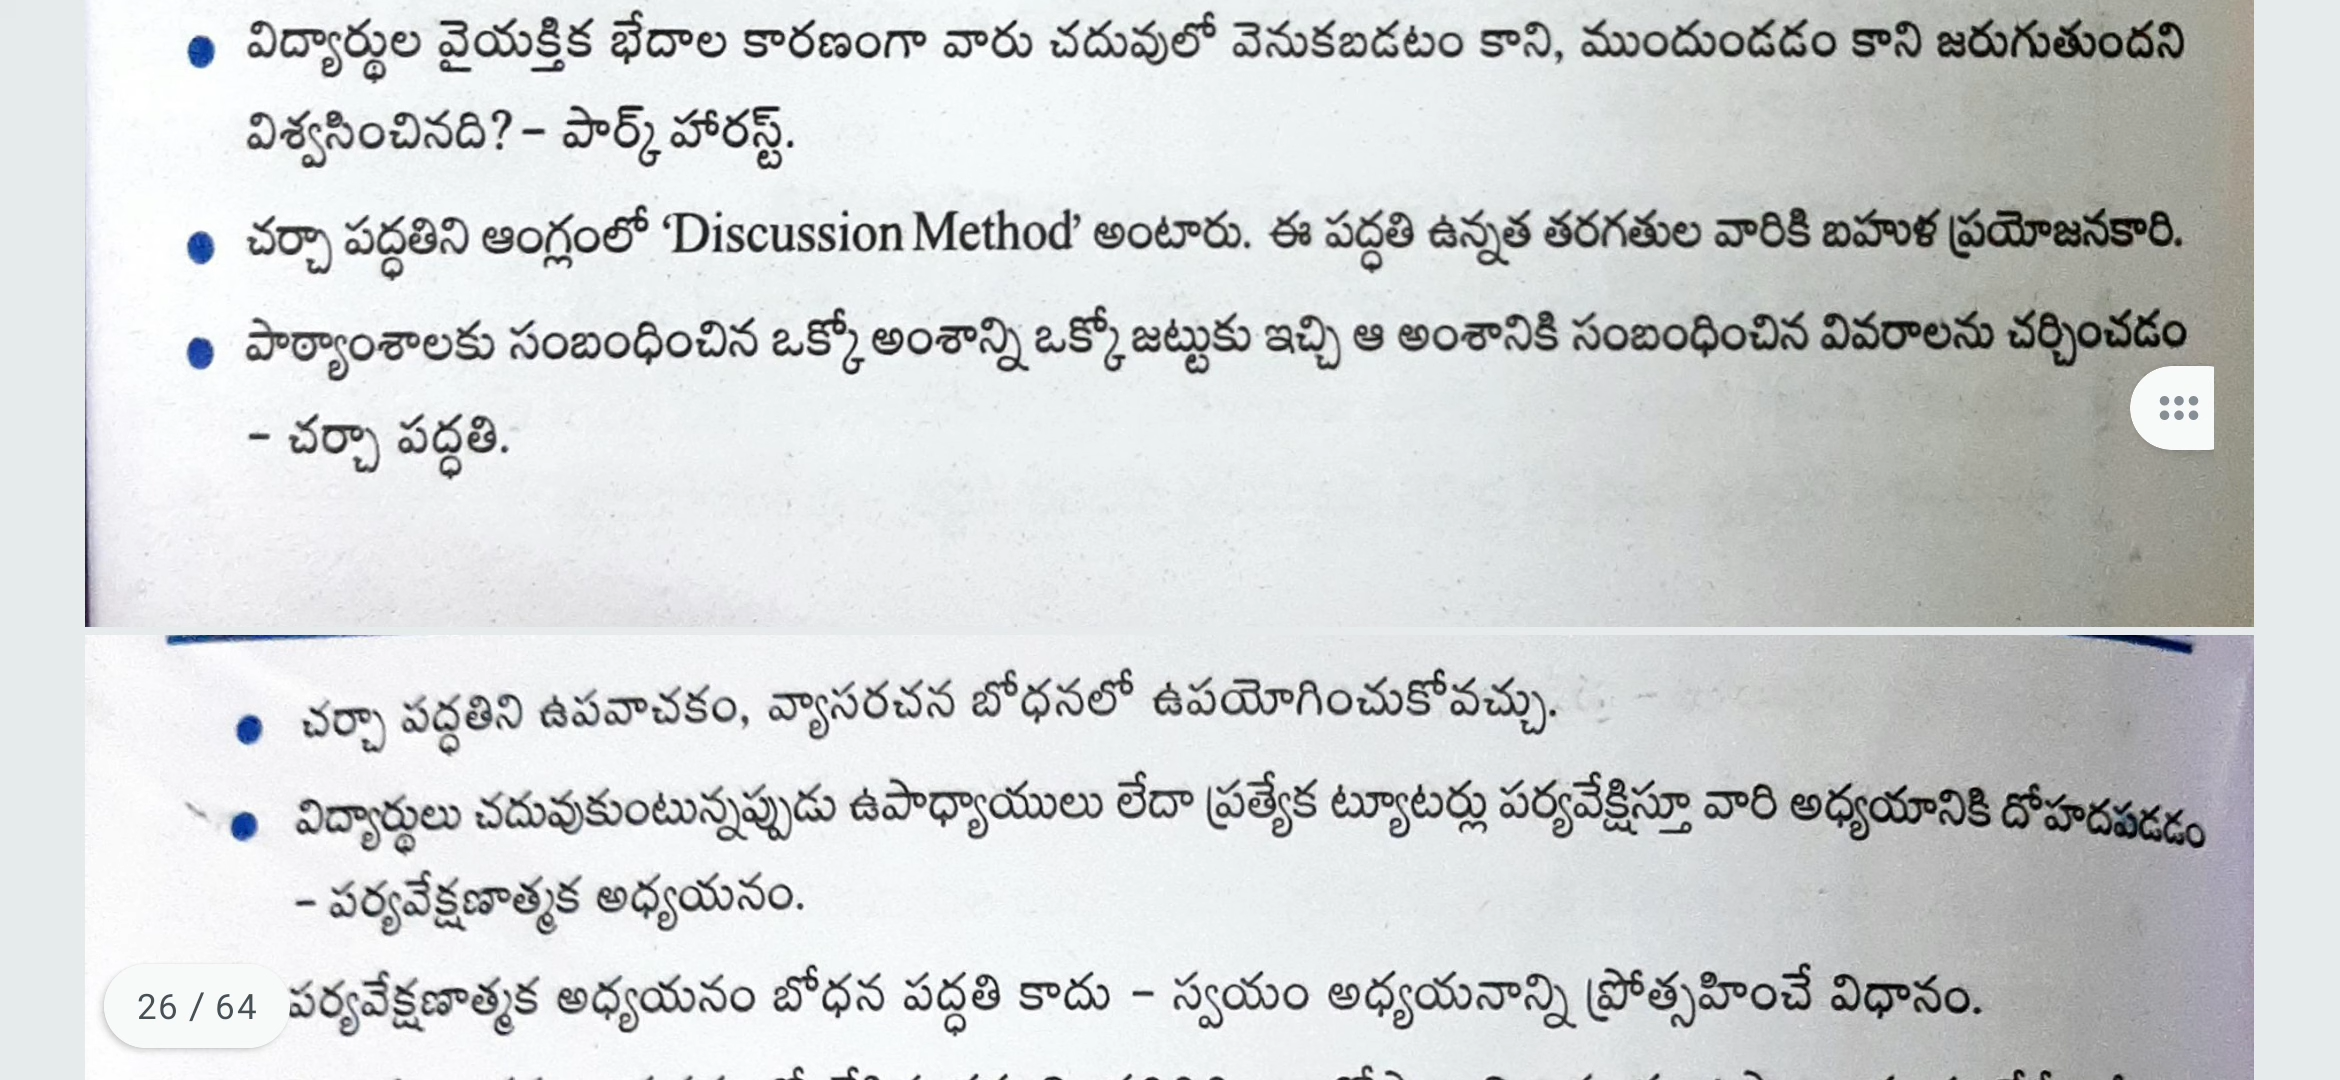 విద్యార్థుల వైయక్తిక భేదాల కారణంగా వారు చదువులో వెనుకబడటం కాని, ముందుండడం కాని జరుగుతుందని
విశ్వసించినది? – పార్క్ హారస్ట్.
చర్చా పద్ధతిని ఆంగ్లంలో ‘Discussion Method’ అంటారు. ఈ పద్ధతి ఉన్నత తరగతుల వారికి బహుళ ప్రయోజనకారి.
పాఠ్యాంశాలకు సంబంధించిన ఒక్కో అంశాన్ని ఒక్కో జట్టుకు ఇచ్చి ఆ అంశానికి సంబంధించిన వివరాలను చర్చించడం
– చర్చా పద్ధతి.
చర్చా పద్ధతిని ఉపవాచకం, వ్యాసరచన బోధనలో ఉపయోగించుకోవచ్చు.
విద్యార్థులు చదువుకుంటున్నప్పుడు ఉపాధ్యాయులు లేదా ప్రత్యేక ట్యూటర్లు పర్యవేక్షిస్తూ వారి అధ్యయానికి దోహదపడడం
– పర్యవేక్షణాత్మక అధ్యయనం.
26 / 64 పర్యవేక్షణాత్మక అధ్యయనం బోధన పద్ధతి కాదు – స్వయం అధ్యయనాన్ని ప్రోత్సహించే విధానం.